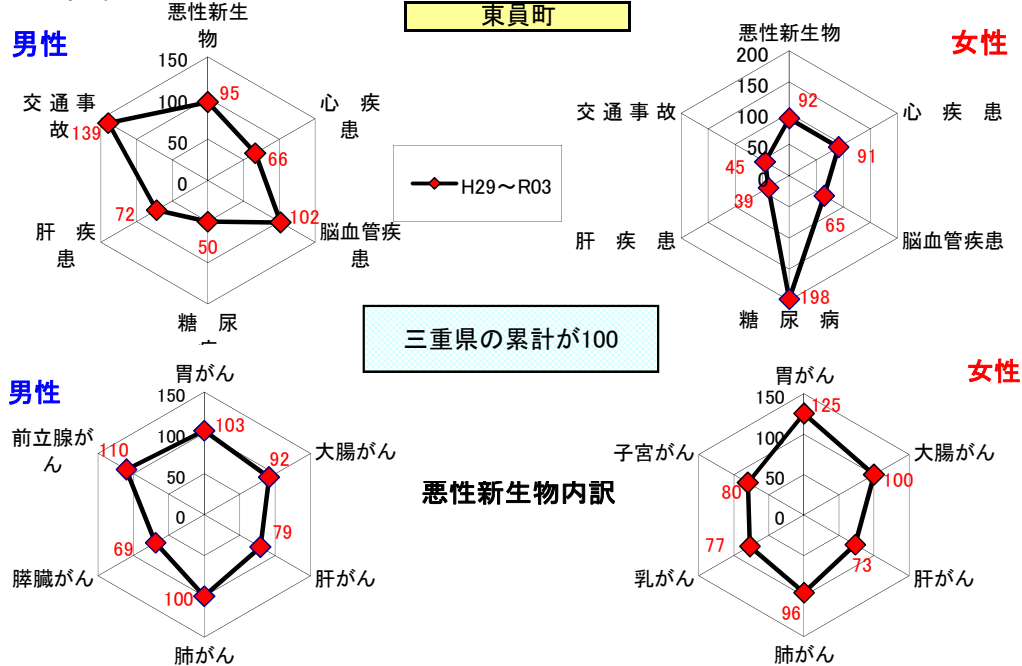 東員町
男性
悪性新生
物
150
100
50
0
95
心 疾
患
66
102
脳血管疾
患
50
糖 尿
72
肝 疾
患
交 通 事
故
139
H29～R03
女性
悪性新生物
200
150
100
50
0
92
心 疾 患
91
65
脳血管疾患
198
糖 尿 病
39
肝 疾 患
45
交 通 事 故
三重県の累計が100
男性
胃がん
150
100
50
0
103
大腸がん
92
79
肝がん
100
肺がん
69
膵臓がん
前立腺が
ん
110
悪性新生物内訳
女性
胃がん
150
100
50
0
125
大腸がん
100
73
肝がん
96
肺がん
77
乳がん
子宮がん
80